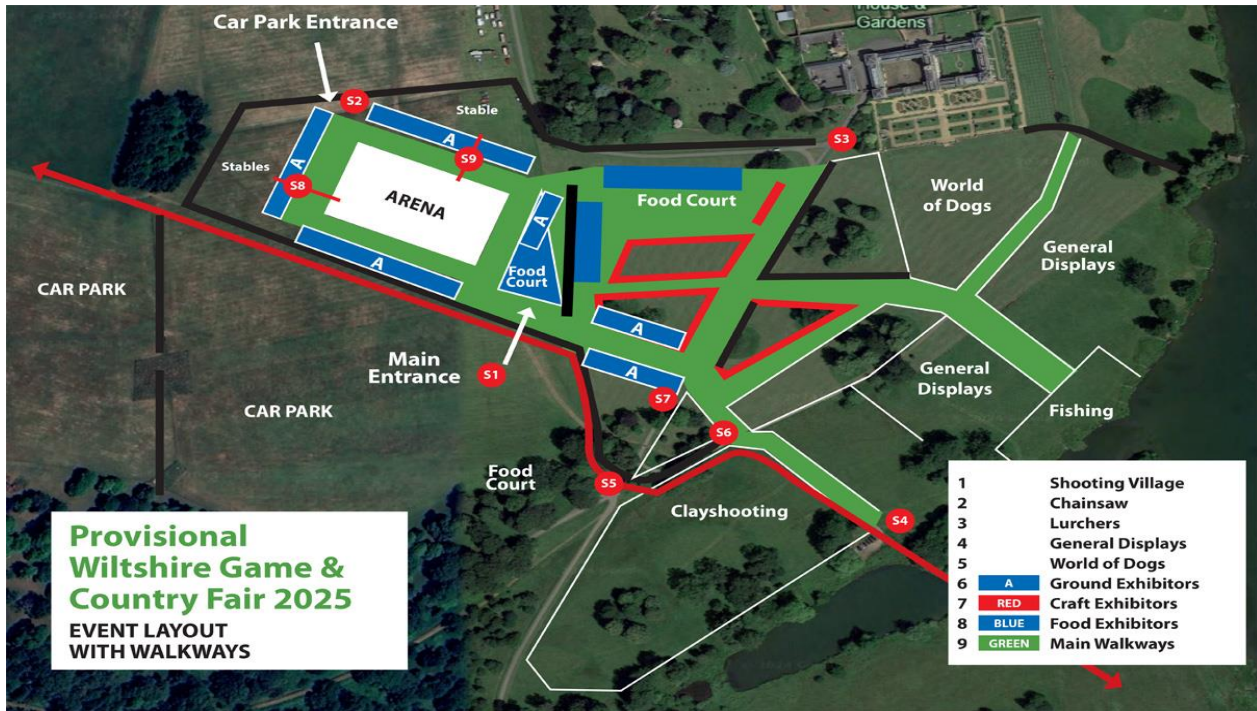 House &
Gardens
Car Park Entrance
S2
Stable
A
S9
S3
A
Stables
S8
ARENA
World
of Dogs
Food Court
A
General
Displays
Food
Court
A
CAR PARK
A
Main
Entrance
S1
A
General
Displays
S7
Fishing
CAR PARK
S6
Food
Court
S5
Clayshooting
S4
Provisional
Wiltshire Game &
Country Fair 2025
EVENT LAYOUT
WITH WALKWAYS
1 Shooting Village
2 Chainsaw
3 Lurchers
4 General Displays
5 World of Dogs
6 A Ground Exhibitors
7 RED Craft Exhibitors
8 BLUE Food Exhibitors
9 GREEN Main Walkways